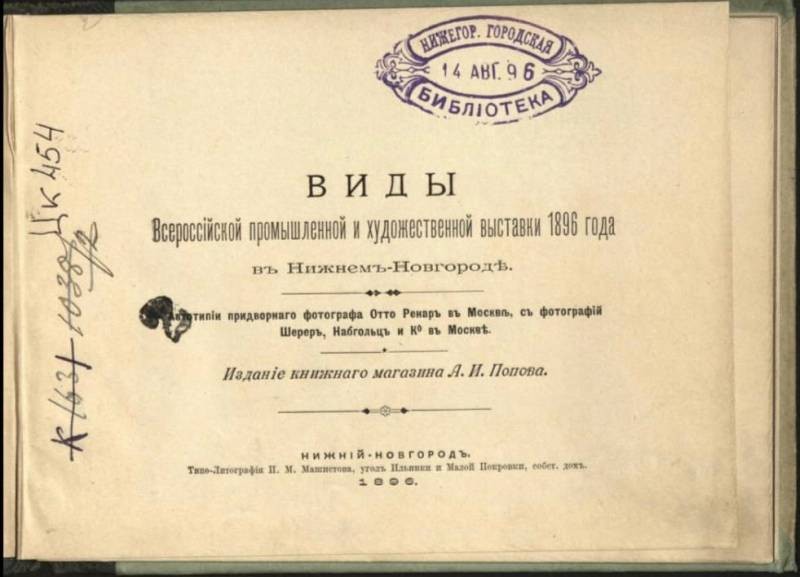 НИЖЕГОР. ГОРОДСКАЯ
14 АВГ. 96
БИБЛІОТЕКА
ВИДЫ
Всероссійской промышленной и художественной выставки 1896 года
въ Нижнемъ-Новгородѣ.
Автотипіи придворнаго фотографа Отто Ренаръ въ Москвѣ, съ фотографій
Шереръ, Набгольцъ и Кº въ Москвѣ.
Изданіе книжнаго магазина А. И. Попова.
НИЖНІЙ-НОВГОРОДЪ.
Типо-Литографія П. М. Машистова, уголъ Ильинки и Малой Покровки, собст. домъ.
1896.
Цк 454